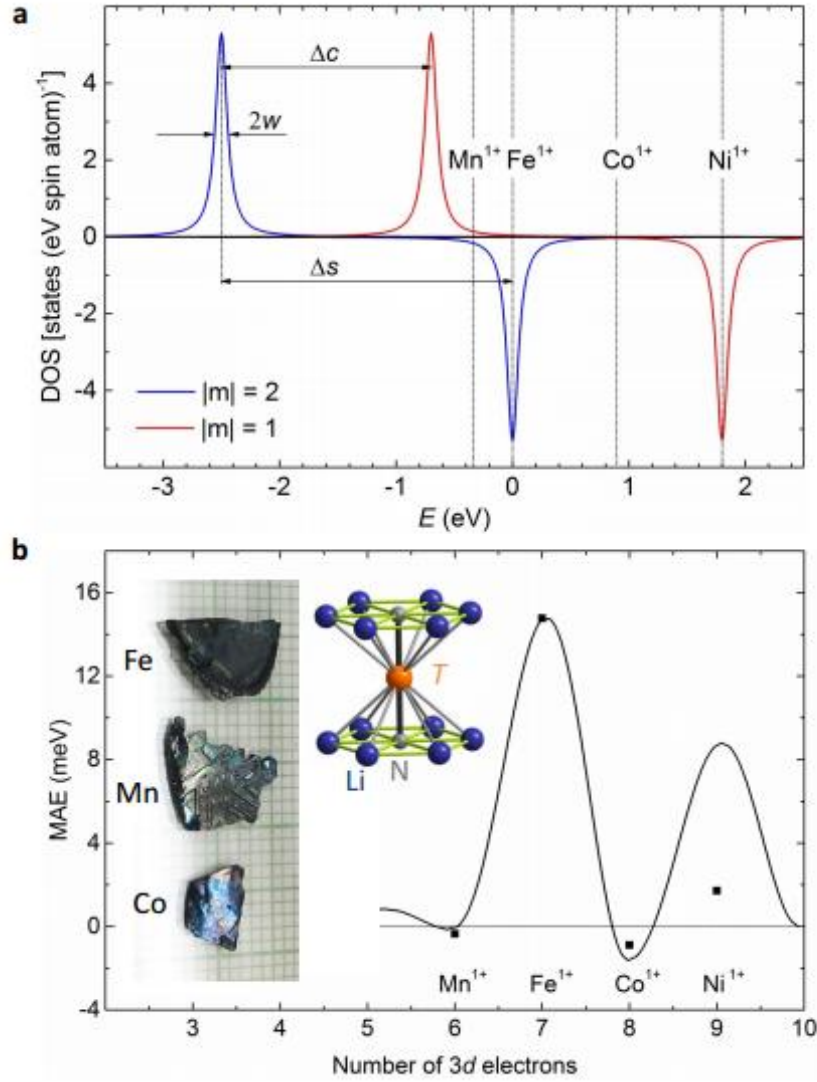 a
Δc
2w
Mn¹⁺ Fe¹⁺ Co¹⁺ Ni¹⁺
Δs
|m| = 2
|m| = 1
DOS [states (eV spin atom)⁻¹]
4
2
0
-2
-4
-3 -2 -1 0 1 2
E (eV)
b
Fe
Mn
Co
T
Li
N
MAE (meV)
16
12
8
4
0
-4
Mn¹⁺ Fe¹⁺ Co¹⁺ Ni¹⁺
3 4 5 6 7 8 9 10
Number of 3d electrons